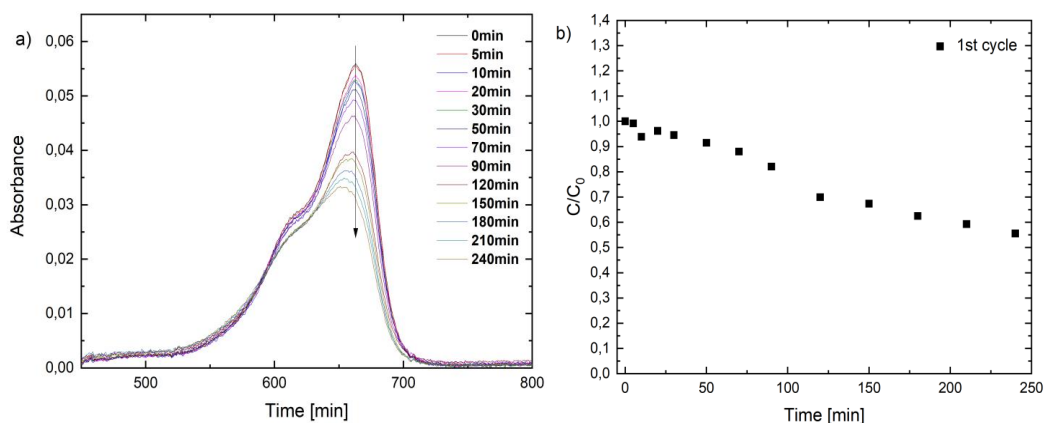 a)
Absorbance
0,06
0,05
0,04
0,03
0,02
0,01
0,00
500
600
700
800
Time [min]
0min
5min
10min
20min
30min
50min
70min
90min
120min
150min
180min
210min
240min
b)
C/C0
1,4
1,3
1,2
1,1
1,0
0,9
0,8
0,7
0,6
0,5
0,4
0,3
0,2
0,1
0,0
0
50
100
150
200
250
Time [min]
1st cycle